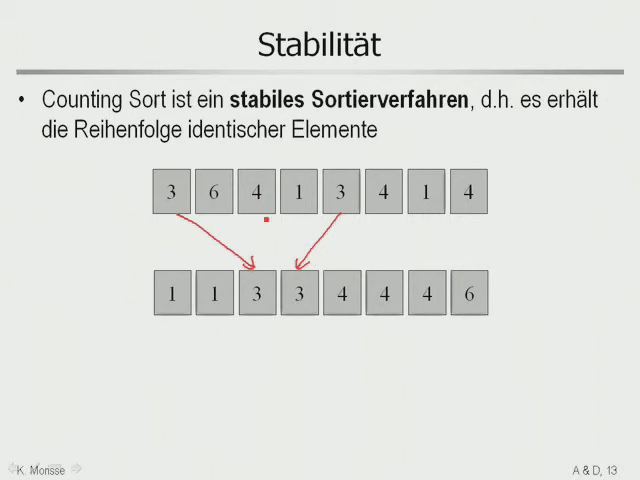 Stabilität
• Counting Sort ist ein stabiles Sortierverfahren, d.h. es erhält
die Reihenfolge identischer Elemente
3 6 4 1 3 4 1 4
1 1 3 3 4 4 4 6
K. Morisse
A & D, 13